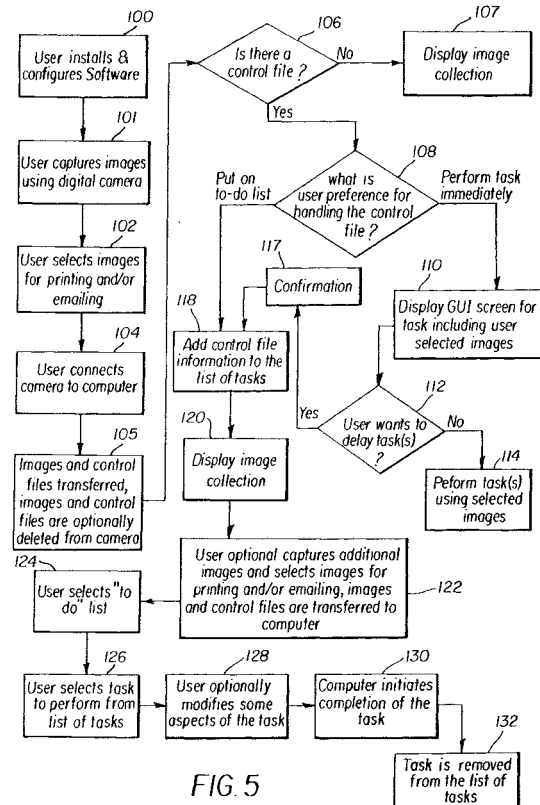 100
User installs &
configures Software
101
User captures images
using digital camera
102
User selects images
for printing and/or
emailing
104
User connects
camera to computer
105
Images and control
files transferred,
images and control
files are optionally
deleted from camera
106
Is there a
control file ?
No
107
Display image
collection
Yes
108
what is
user preference for
handling the control
file ?
Put on
to-do list
Perform task
immediately
110
Display GUI screen for
task including user
selected images
112
User wants to
delay task(s)
?
Yes
No
114
Peform task(s)
using selected
images
117
Confirmation
118
Add control file
information to the
list of tasks
120
Display image
collection
122
User optional captures additional
images and selects images for
printing and/or emailing, images
and control files are transferred to
computer
124
User selects "to
do" list
126
User selects task
to perform from
list of tasks
128
User optionally
modifies some
aspects of the task
130
Computer initiates
completion of the
task
132
Task is removed
from the list of
tasks
FIG. 5